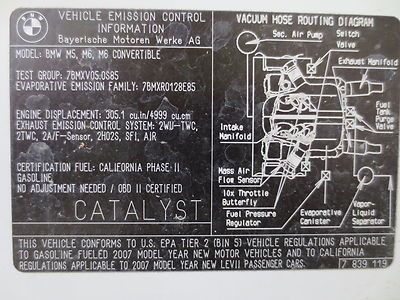 BMW
VEHICLE EMISSION CONTROL
INFORMATION
Bayerische Motoren Werke AG
MODEL: BMW M5, M6, M6 CONVERTIBLE
TEST GROUP: 7BMXV05.0S85
EVAPORATIVE EMISSION FAMILY: 7BMXR0128E85
ENGINE DISPLACEMENT: 305.1 cu.in/4999 ccm
EXHAUST EMISSION CONTROL SYSTEM: 2WU-TWC,
2TWC, 2A/F-Sensor, 2HO2S, SFI, AIR
CERTIFICATION FUEL: CALIFORNIA PHASE II
GASOLINE
NO ADJUSTMENT NEEDED / OBD II CERTIFIED
CATALYST
VACUUM HOSE ROUTING DIAGRAM
Sec. Air Pump
Switch
Valve
Exhaust Manifold
Fuel
Tank
Purge
Valve
Intake
Manifold
Mass Air
Flow Sensor
10x Throttle
Butterfly
Fuel Pressure
Regulator
Evaporative
Canister
Vapor-
Liquid
Separator
THIS VEHICLE CONFORMS TO U.S. EPA TIER 2 (BIN 5) VEHICLE REGULATIONS APPLICABLE
TO GASOLINE FUELED 2007 MODEL YEAR NEW MOTOR VEHICLES AND TO CALIFORNIA
REGULATIONS APPLICABLE TO 2007 MODEL YEAR NEW LEVII PASSENGER CARS.
7 839 119